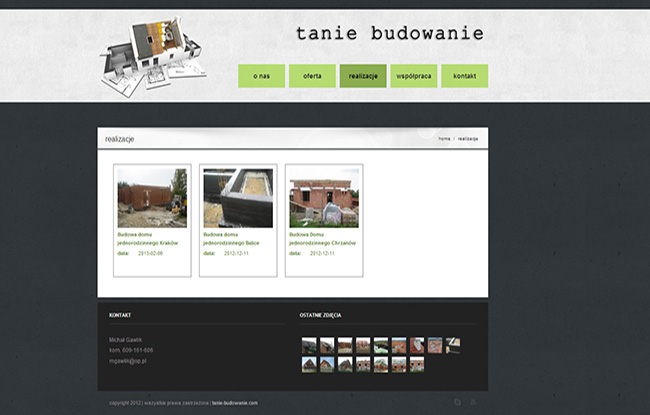 tanie budowanie
o nas
oferta
realizacje
współpraca
kontakt
realizacje
home / realizacje
Budowa domu
jednorodzinnego Kraków
data: 2013-02-06
Budowa domu
jednorodzinnego Balice
data: 2012-12-11
Budowa Domu
jednorodzinnego Chrzanów
data: 2012-12-11
KONTAKT
Michał Gawlik
kom. 609-161-606
mgawlik@op.pl
OSTATNIE ZDJĘCIA
copyright 2012 | wszystkie prawa zastrzeżone | tanie-budowanie.com